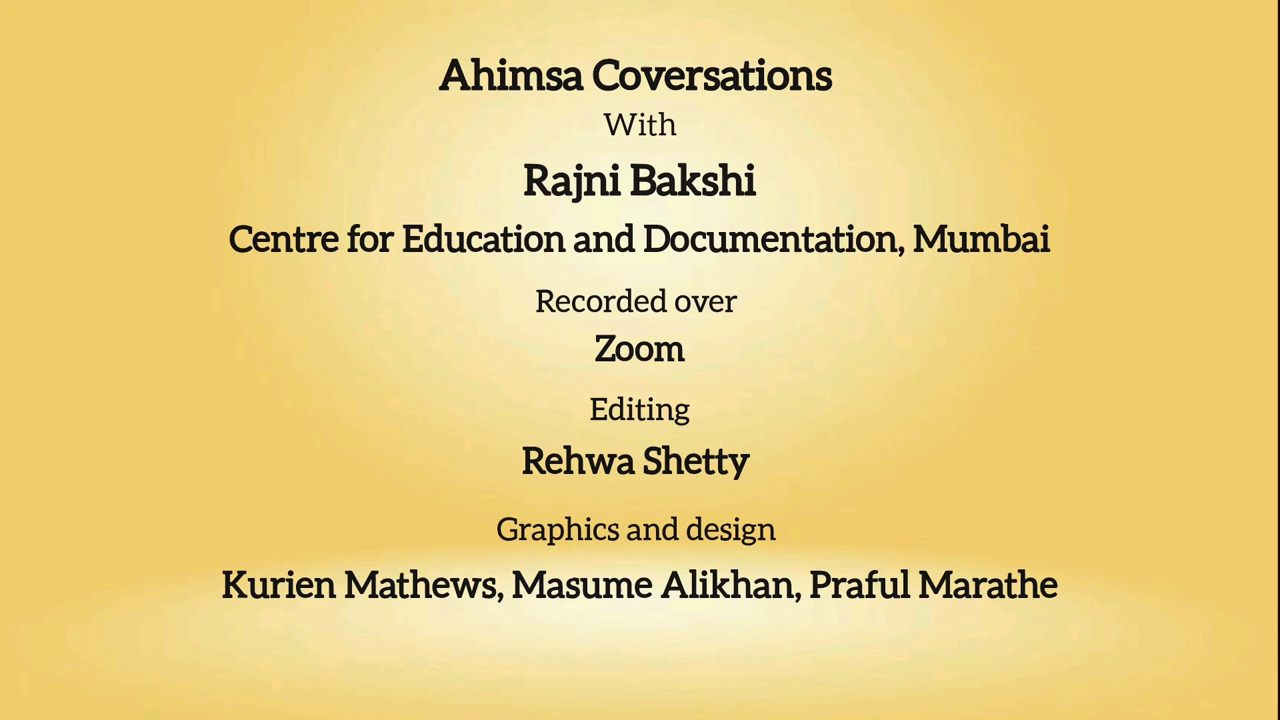 Ahimsa Coversations
With
Rajni Bakshi
Centre for Education and Documentation, Mumbai
Recorded over
Zoom
Editing
Rehwa Shetty
Graphics and design
Kurien Mathews, Masume Alikhan, Praful Marathe